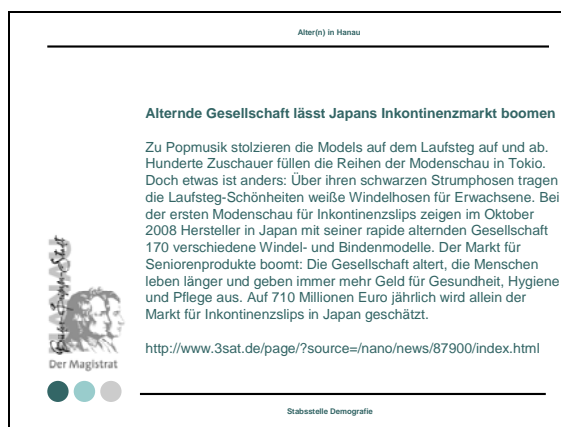 Alter(n) in Hanau
Alternde Gesellschaft lässt Japans Inkontinenzmarkt boomen
Zu Popmusik stolzieren die Models auf dem Laufsteg auf und ab.
Hunderte Zuschauer füllen die Reihen der Modenschau in Tokio.
Doch etwas ist anders: Über ihren schwarzen Strumphosen tragen
die Laufsteg-Schönheiten weiße Windelhosen für Erwachsene. Bei
der ersten Modenschau für Inkontinenzslips zeigen im Oktober
2008 Hersteller in Japan mit seiner rapide alternden Gesellschaft
170 verschiedene Windel- und Bindenmodelle. Der Markt für
Seniorenprodukte boomt: Die Gesellschaft altert, die Menschen
leben länger und geben immer mehr Geld für Gesundheit, Hygiene
und Pflege aus. Auf 710 Millionen Euro jährlich wird allein der
Markt für Inkontinenzslips in Japan geschätzt.
http://www.3sat.de/page/?source=/nano/news/87900/index.html
HANAU
Brüder-Grimm-Stadt
Der Magistrat
Stabsstelle Demografie